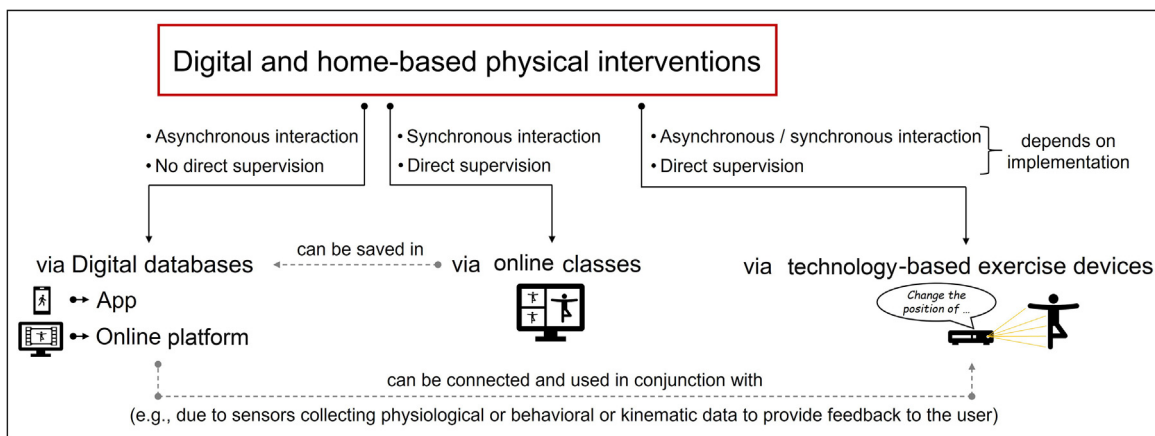 Digital and home-based physical interventions
• Asynchronous interaction
• No direct supervision
• Synchronous interaction
• Direct supervision
• Asynchronous / synchronous interaction
• Direct supervision
depends on
implementation
via Digital databases
App
Online platform
can be saved in
via online classes
via technology-based exercise devices
Change the
position of ...
can be connected and used in conjunction with
(e.g., due to sensors collecting physiological or behavioral or kinematic data to provide feedback to the user)